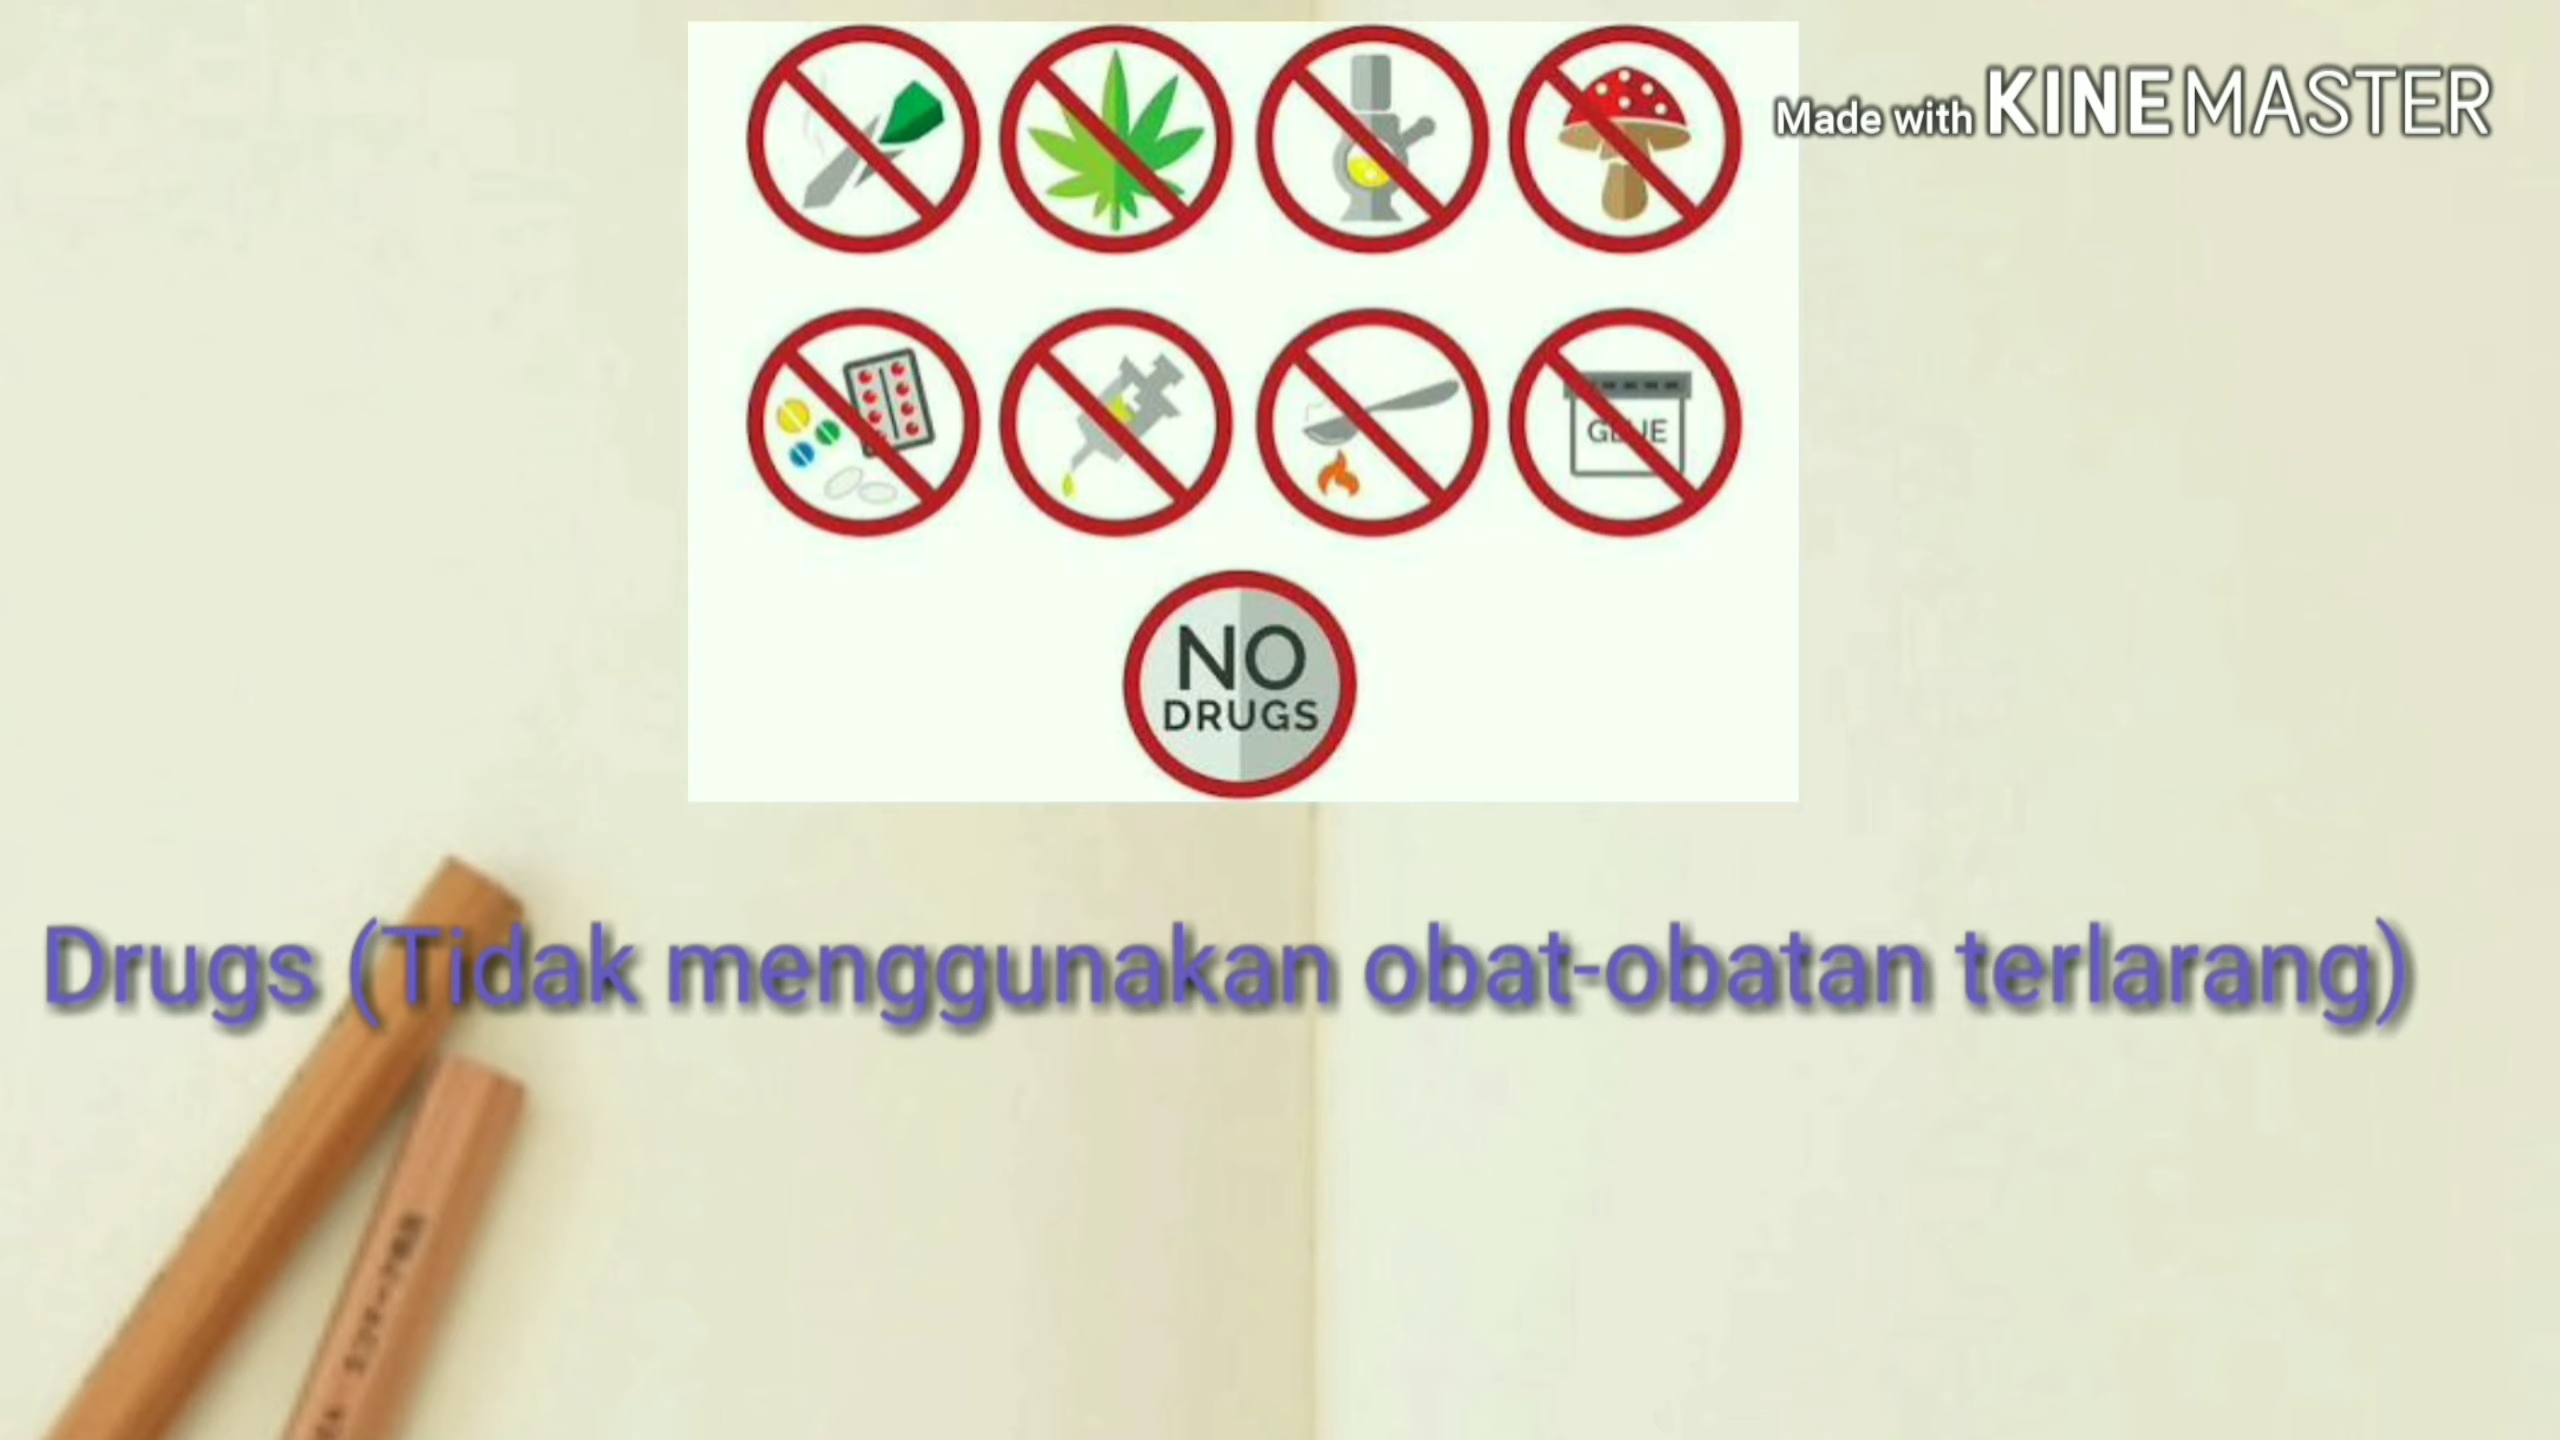 Made with KINEMASTER
GLUE
NO
DRUGS
Drugs (Tidak menggunakan obat-obatan terlarang)